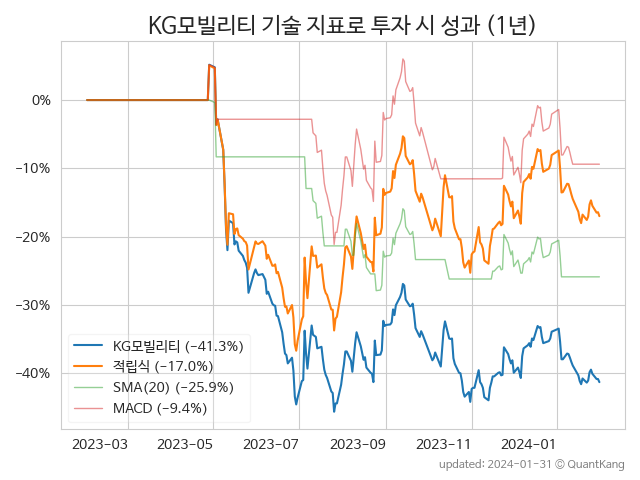 KG모빌리티 기술 지표로 투자 시 성과 (1년)
0%
−10%
−20%
−30%
−40%
KG모빌리티 (−41.3%)
적립식 (−17.0%)
SMA(20) (−25.9%)
MACD (−9.4%)
2023-03 2023-05 2023-07 2023-09 2023-11 2024-01
updated: 2024-01-31 © QuantKang